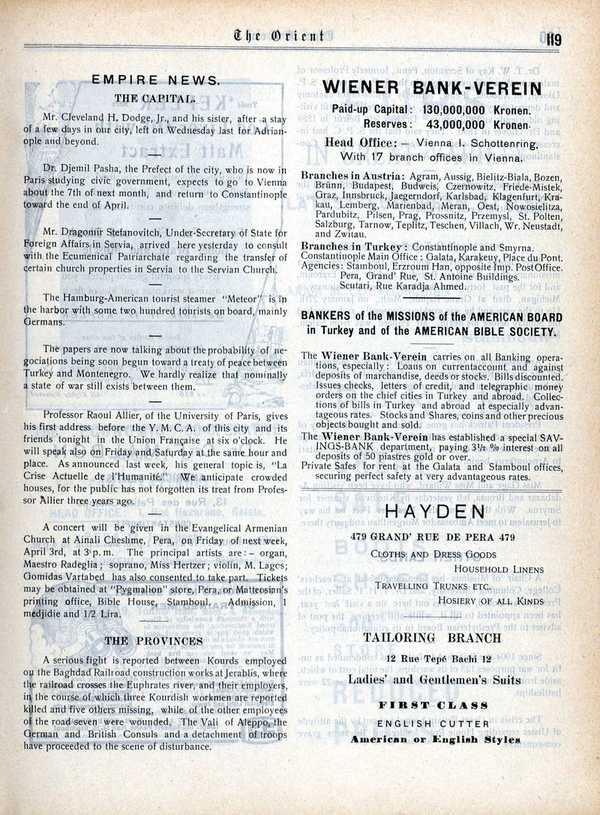 The Orient
119
EMPIRE NEWS.
THE CAPITAL.
Mr. Cleveland H. Dodge, Jr., and his sister, after a stay
of a few days in our city, left on Wednesday last for Adrian-
ople and beyond.
Dr. Djemil Pasha, the Prefect of the city, who is now in
Paris studying civic government, expects to go to Vienna
about the 7th of next month, and return to Constantinople
toward the end of April.
Mr. Dragomir Stefanovitch, Under-Secretary of State for
Foreign Affairs in Servia, arrived here yesterday to consult
with the Ecumenical Patriarchate regarding the transfer of
certain church properties in Servia to the Servian Church.
The Hamburg-American tourist steamer "Meteor" is in
the harbor with some two hundred tourists on board, mainly
Germans.
The papers are now talking about the probability of ne-
gociations being soon begun toward a treaty of peace between
Turkey and Montenegro. We hardly realize that nominally
a state of war still exists between them.
Professor Raoul Allier, of the University of Paris, gives
his first address before the Y. M. C. A. of this city and its
friends tonight in the Union Française at six o'clock. He
will speak also on Friday and Saturday at the same hour and
place. As announced last week, his general topic is, "La
Crise Actuelle de l'Humanité." We anticipate crowded
houses, for the public has not forgotten its treat from Profes-
sor Allier three years ago.
A concert will be given in the Evangelical Armenian
Church at Ainali Cheshme, Pera, on Friday of next week,
April 3rd, at 3 p. m. The principal artists are: – organ,
Maestro Radeglia; soprano, Miss Hertzer; violin, M. Lagos;
Gomidas Vartabed has also consented to take part. Tickets
may be obtained at "Pygmalion" store, Pera, or Matteosian's
printing office, Bible House, Stamboul. Admission, 1
medjidie and 1/2 Lira.
THE PROVINCES
A serious fight is reported between Kourds employed
on the Baghdad Railroad construction works at Jerablis, where
the railroad crosses the Euphrates river, and their employers,
in the course of which three Kourdish workmen are reported
killed and five others missing, while of the other employees
of the road seven were wounded. The Vali of Aleppo, the
German and British Consuls and a detachment of troops
have proceeded to the scene of disturbance.
WIENER BANK-VEREIN
Paid-up Capital: 130,000,000 Kronen.
Reserves: 43,000,000 Kronen
Head Office: – Vienna I. Schottenring.
With 17 branch offices in Vienna.
Branches in Austria: Agram, Aussig, Bielitz-Biala, Bozen,
Brünn, Budapest, Budweis, Czernowitz, Friede-Mistek,
Graz, Innsbruck, Jaegerndorf, Karlsbad, Klagenfurt, Kra-
kau, Lemberg, Marienbad, Meran, Oest, Nowosielitza,
Pardubitz, Pilsen, Prag, Prossnitz, Przemysl, St. Polten,
Salzburg, Tarnow, Teplitz, Teschen, Villach, Wr. Neustadt,
and Zwitau.
Branches in Turkey: Constantinople and Smyrna.
Constantinople Main Office: Galata, Karakeuy, Place du Pont.
Agencies: Stamboul, Erzroum Han, opposite Imp. Post Office.
Pera, Grand' Rue, St. Antoine Buildings.
Scutari, Rue Karadja Ahmed.
BANKERS of the MISSIONS of the AMERICAN BOARD
in Turkey and of the AMERICAN BIBLE SOCIETY.
The Wiener Bank-Verein carries on all Banking opera-
tions, especially: Loans on current account and against
deposits of marchandise, deeds or stocks. Bills discounted.
Issues checks, letters of credit, and telegraphic money
orders on the chief cities in Turkey and abroad. Collec-
tions of bills in Turkey and abroad at especially advan-
tageous rates. Stocks and Shares, coins and other precious
objects bought and sold.
The Wiener Bank-Verein has established a special SAV-
INGS-BANK department, paying 3½ % interest on all
deposits of 50 piastres gold or over.
Private Safes for rent at the Galata and Stamboul offices,
securing perfect safety at very advantageous rates.
HAYDEN
479 GRAND' RUE DE PERA 479
CLOTHS AND DRESS GOODS
HOUSEHOLD LINENS
TRAVELLING TRUNKS ETC.
HOSIERY OF ALL KINDS
TAILORING BRANCH
12 Rue Tepé Bachi 12
Ladies' and Gentlemen's Suits
FIRST CLASS
ENGLISH CUTTER
American or English Styles